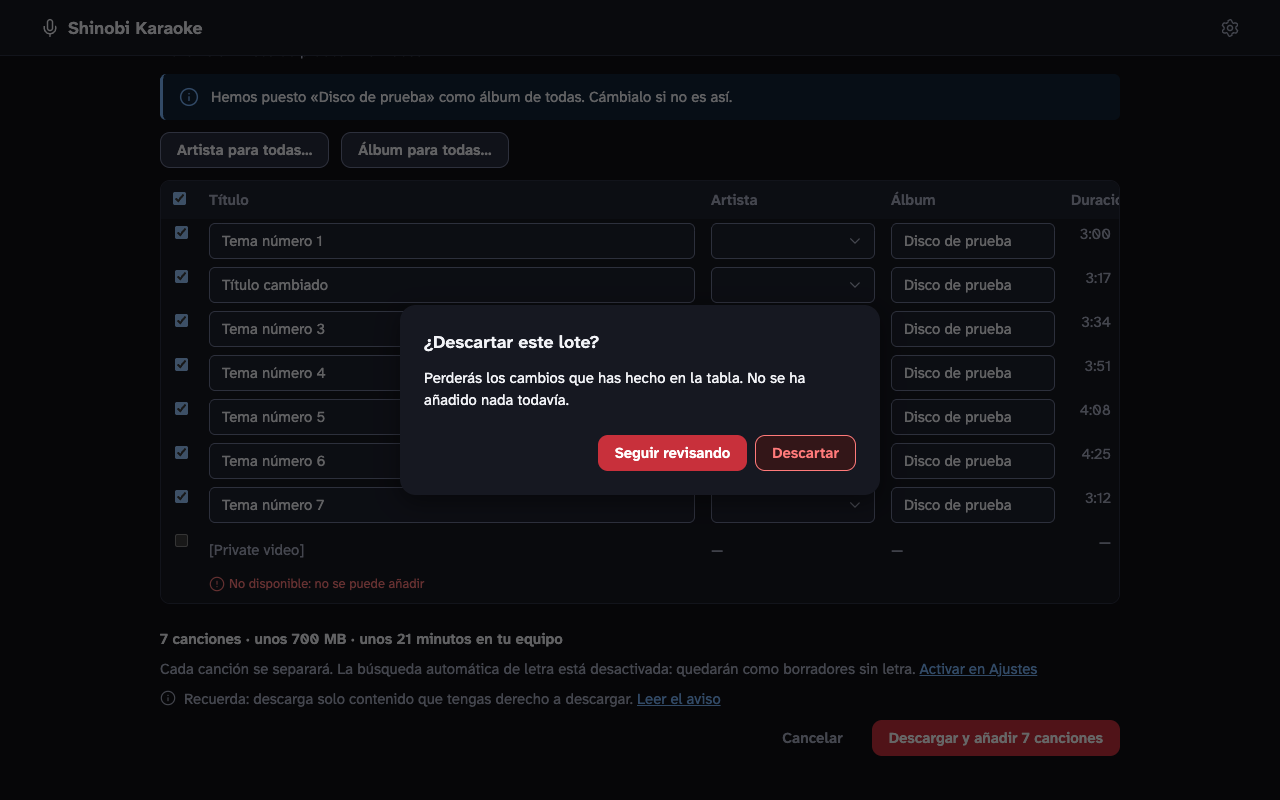 Shinobi Karaoke
Hemos puesto «Disco de prueba» como álbum de todas. Cámbialo si no es así.
Artista para todas... Álbum para todas...
Título Artista Álbum
Tema número 1 Disco de prueba 3:00
Título cambiado Disco de prueba 3:17
Tema número 3 Disco de prueba 3:34
Tema número 4 Disco de prueba 3:51
Tema número 5 Disco de prueba 4:08
Tema número 6 Disco de prueba 4:25
Tema número 7 Disco de prueba 3:12
[Private video] — — —
No disponible: no se puede añadir
¿Descartar este lote?
Perderás los cambios que has hecho en la tabla. No se ha
añadido nada todavía.
Seguir revisando Descartar
7 canciones · unos 700 MB · unos 21 minutos en tu equipo
Cada canción se separará. La búsqueda automática de letra está desactivada: quedarán como borradores sin letra. Activar en Ajustes
Recuerda: descarga solo contenido que tengas derecho a descargar. Leer el aviso
Cancelar Descargar y añadir 7 canciones